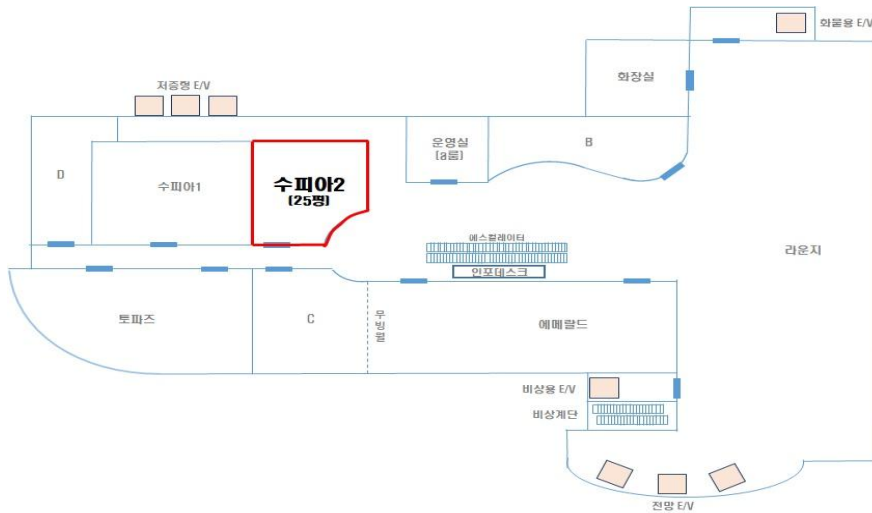 화물용 E/V
화장실
저층형 E/V
운영실
(a룸)
B
D
수피아1
수피아2
(25평)
에스컬레이터
인포데스크
라운지
토파즈
C
무빙월
에메랄드
비상용 E/V
비상계단
전망 E/V